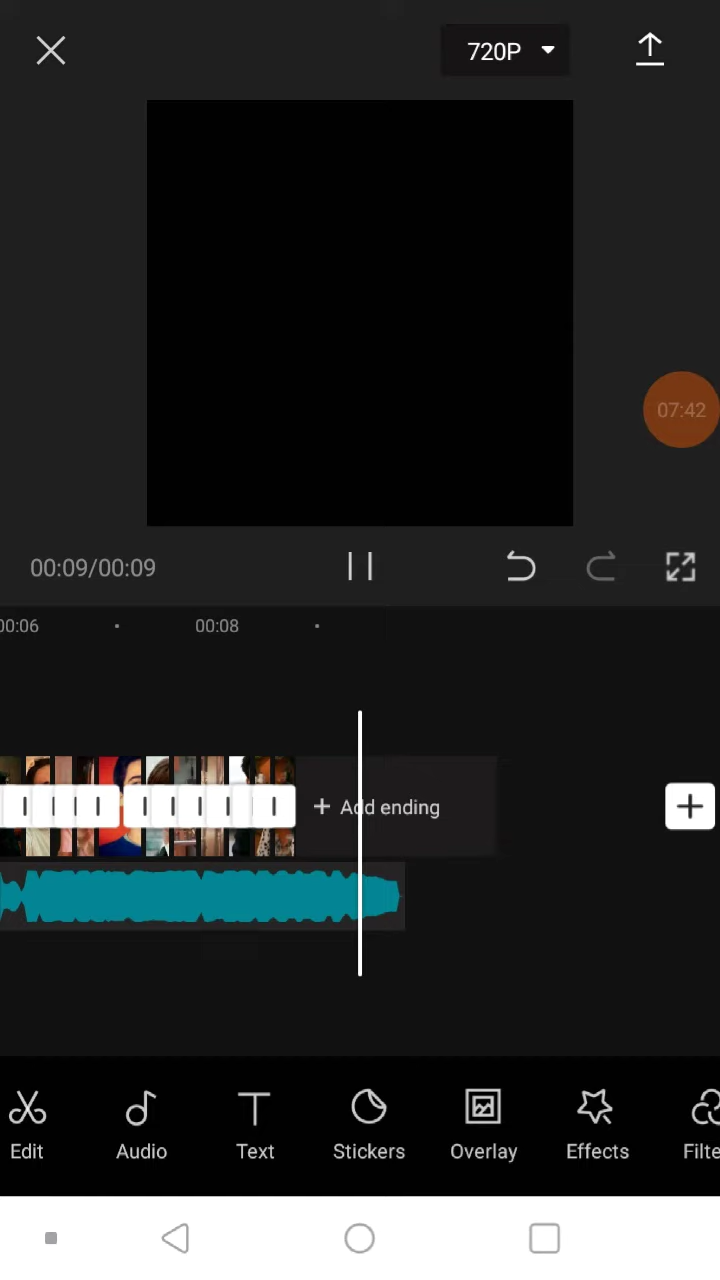 720P
07:42
00:09/00:09
00:06
00:08
+ Add ending
Edit
Audio
Text
Stickers
Overlay
Effects
Filte